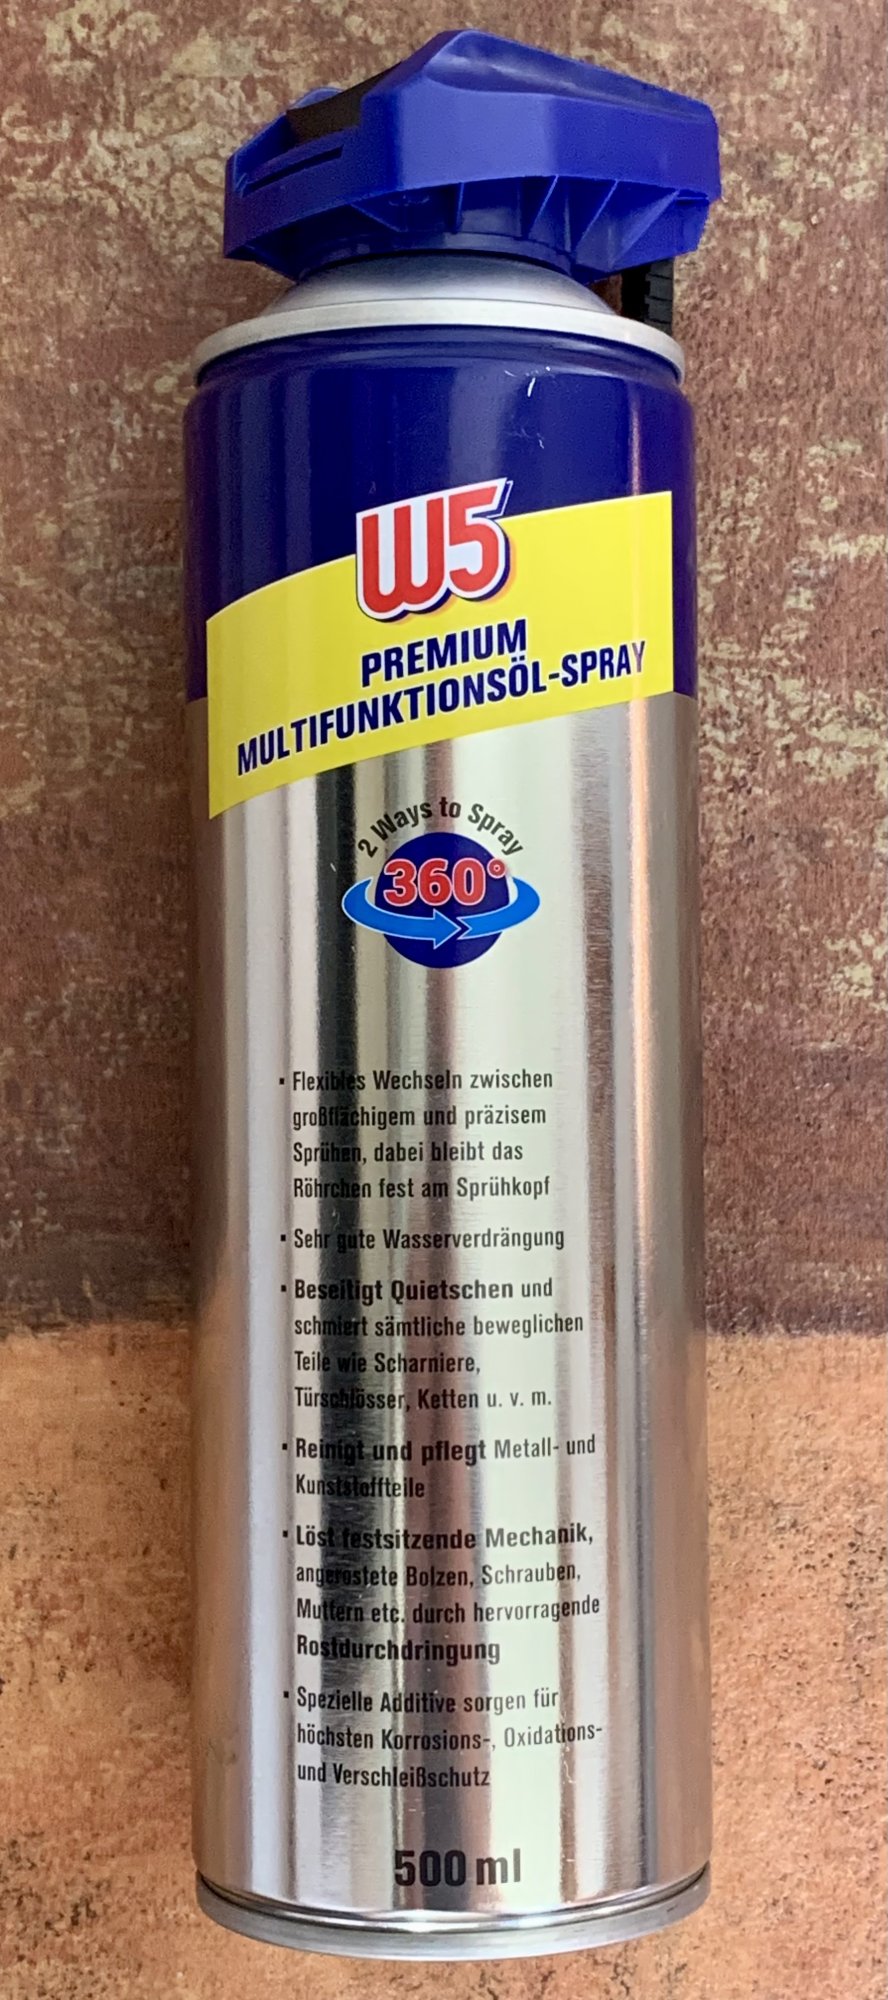 W5
PREMIUM
MULTIFUNKTIONSÖL-SPRAY
2 Ways to Spray
360°
· Flexibles Wechseln zwischen
großflächigem und präzisem
Sprühen, dabei bleibt das
Röhrchen fest am Sprühkopf
· Sehr gute Wasserverdrängung
· Beseitigt Quietschen und
schmiert sämtliche beweglichen
Teile wie Scharniere,
Türschlösser, Ketten u. v. m.
· Reinigt und pflegt Metall- und
Kunststoffteile
· Löst festsitzende Mechanik,
angerostete Bolzen, Schrauben,
Muttern etc. durch hervorragende
Rostdurchdringung
· Spezielle Additive sorgen für
höchsten Korrosions-, Oxidations-
und Verschleißschutz
500 ml